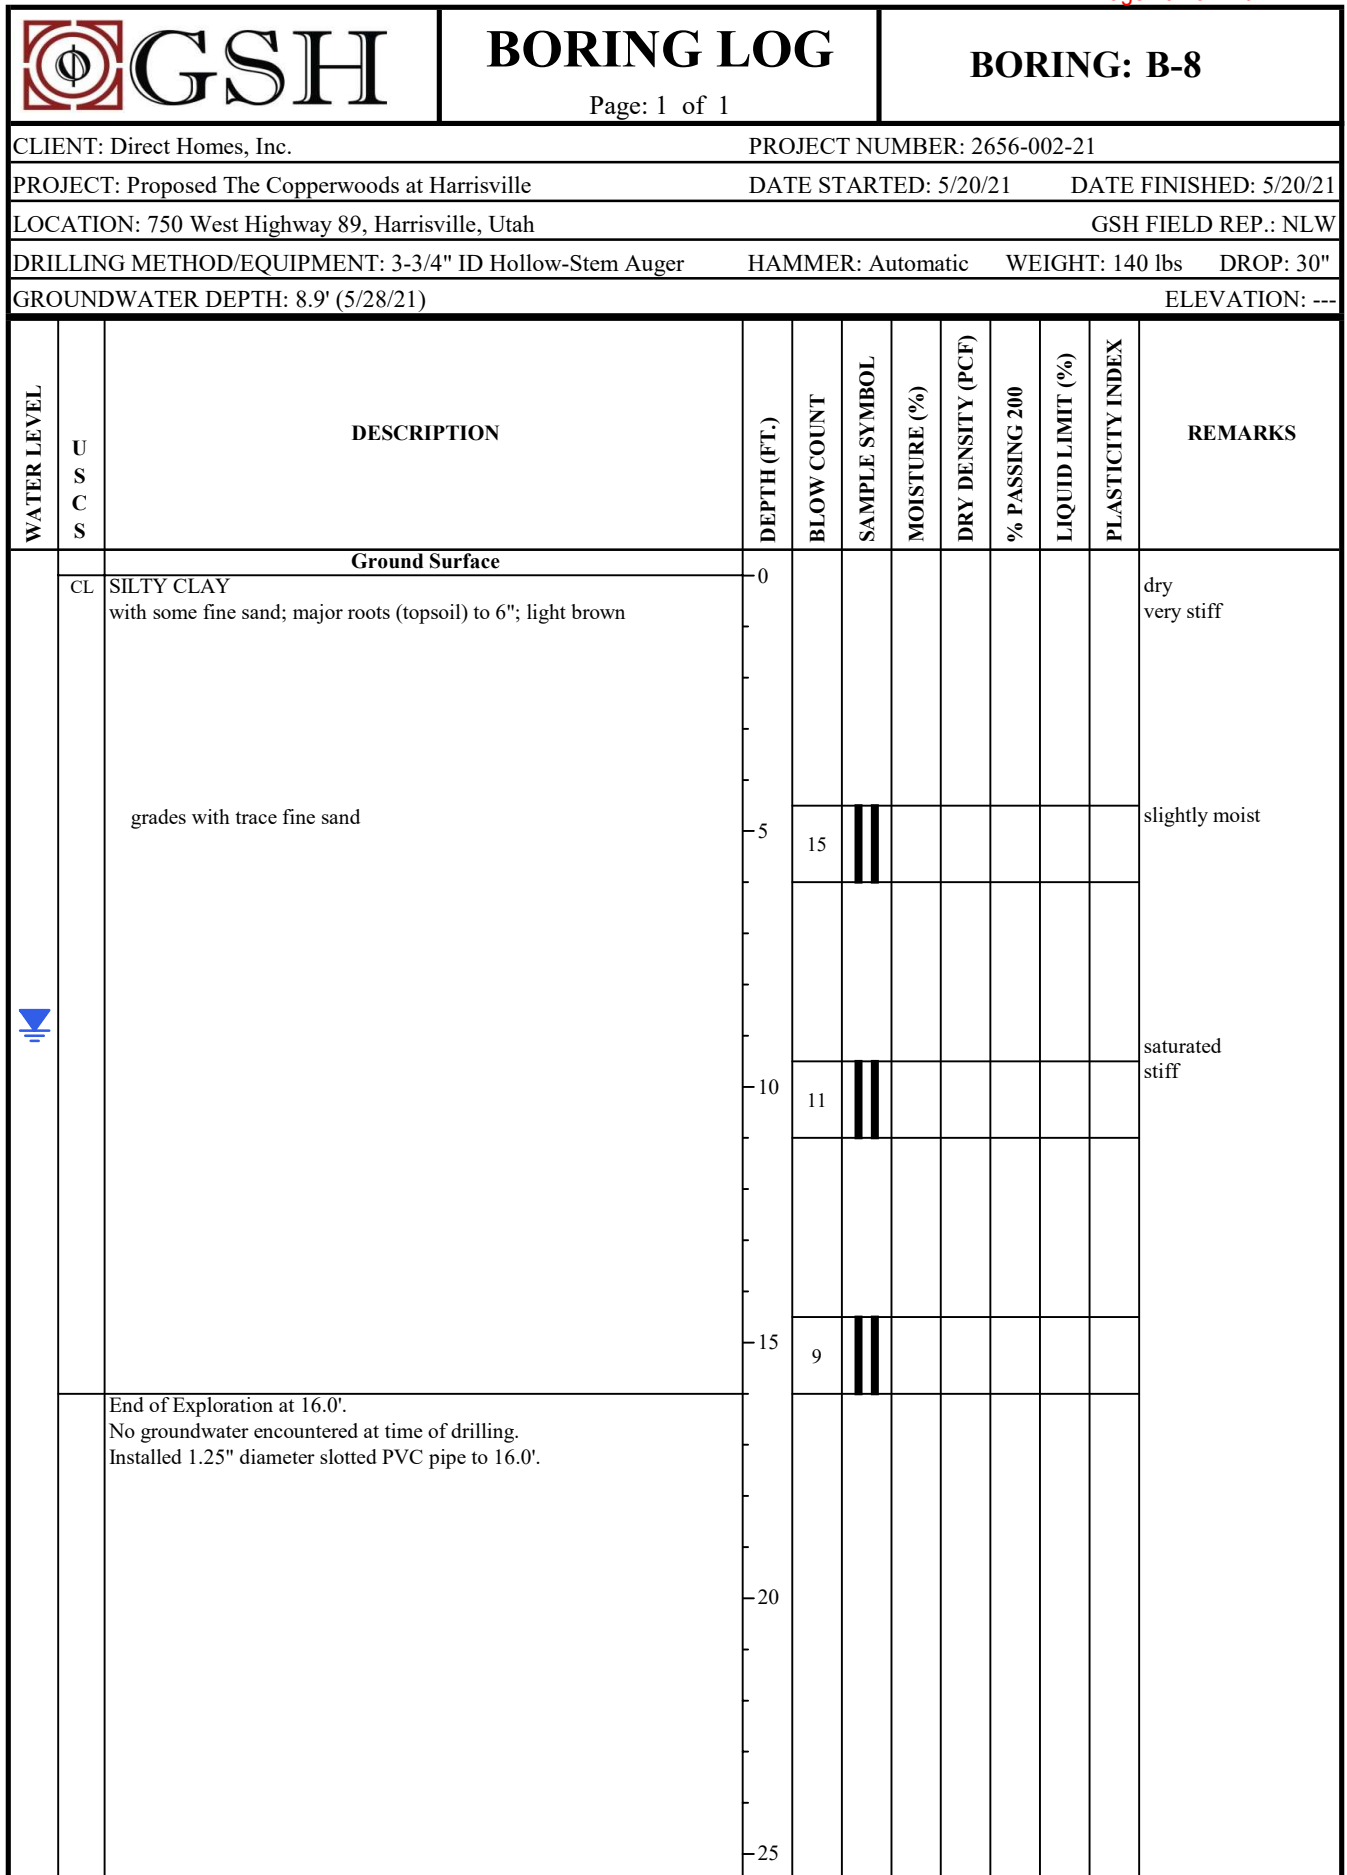 GSH
BORING LOG
Page: 1 of 1
BORING: B-8
CLIENT: Direct Homes, Inc. PROJECT NUMBER: 2656-002-21
PROJECT: Proposed The Copperwoods at Harrisville DATE STARTED: 5/20/21 DATE FINISHED: 5/20/21
LOCATION: 750 West Highway 89, Harrisville, Utah GSH FIELD REP.: NLW
DRILLING METHOD/EQUIPMENT: 3-3/4" ID Hollow-Stem Auger HAMMER: Automatic WEIGHT: 140 lbs DROP: 30"
GROUNDWATER DEPTH: 8.9' (5/28/21) ELEVATION: ---
WATER LEVEL
U
S
C
S
DESCRIPTION
DEPTH (FT.)
BLOW COUNT
SAMPLE SYMBOL
MOISTURE (%)
DRY DENSITY (PCF)
% PASSING 200
LIQUID LIMIT (%)
PLASTICITY INDEX
REMARKS
Ground Surface
0
CL SILTY CLAY dry
with some fine sand; major roots (topsoil) to 6"; light brown very stiff
grades with trace fine sand slightly moist
5
15
saturated
stiff
10
11
15
9
End of Exploration at 16.0'.
No groundwater encountered at time of drilling.
Installed 1.25" diameter slotted PVC pipe to 16.0'.
20
25